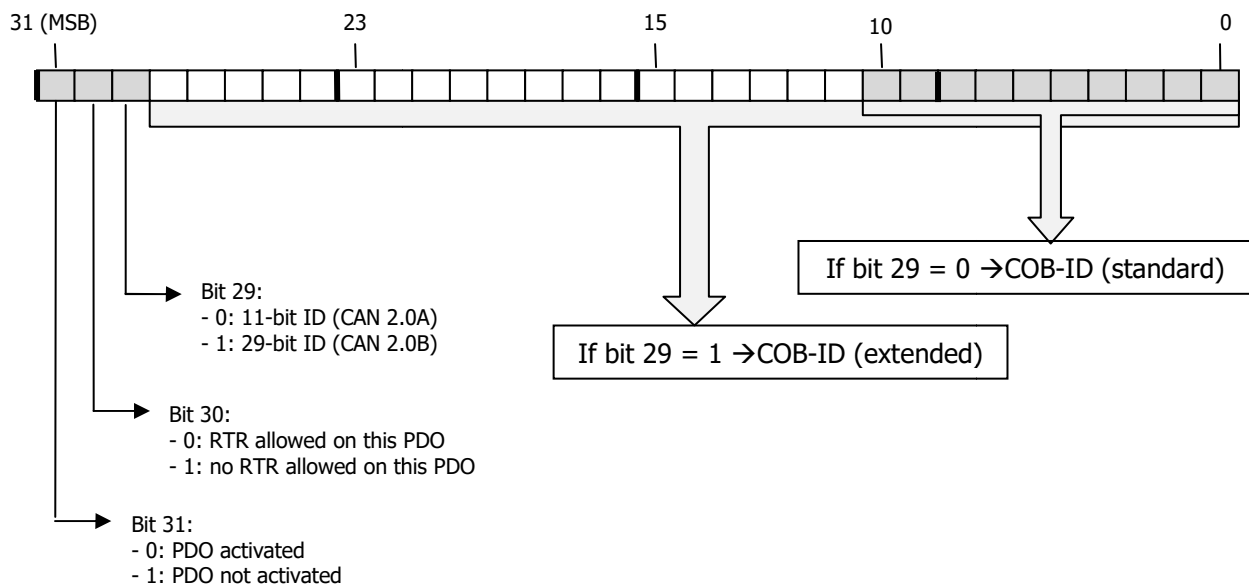 31 (MSB) 23 15 10 0
If bit 29 = 0 →COB-ID (standard)
Bit 29:
- 0: 11-bit ID (CAN 2.0A)
- 1: 29-bit ID (CAN 2.0B)
If bit 29 = 1 →COB-ID (extended)
Bit 30:
- 0: RTR allowed on this PDO
- 1: no RTR allowed on this PDO
Bit 31:
- 0: PDO activated
- 1: PDO not activated